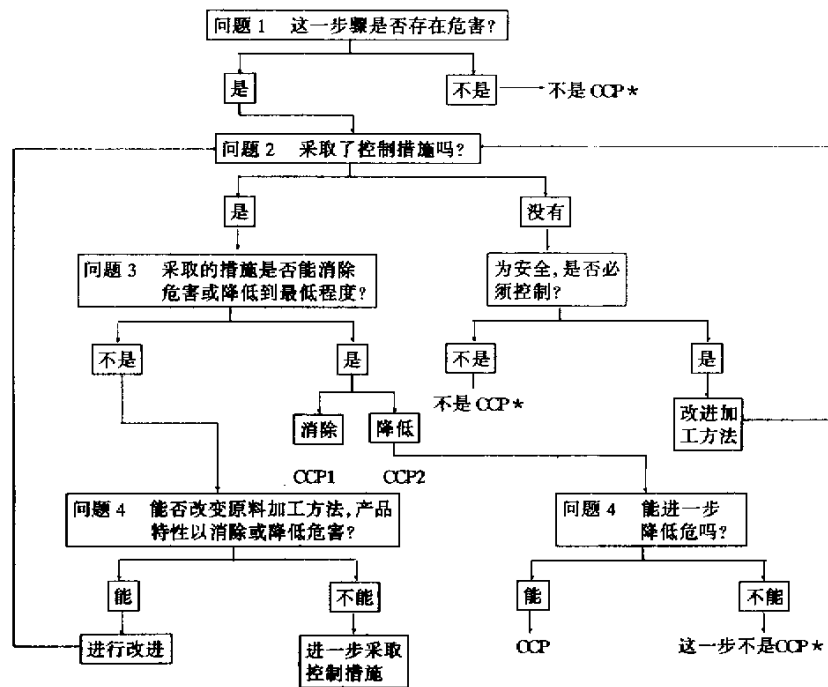 问题 1 这一步骤是否存在危害?
是
不是
不是 CCP *
问题 2 采取了控制措施吗?
是
没有
问题 3 采取的措施是否能消除
危害或降低到最低程度?
为安全,是否必
须控制?
不是
是
不是
是
不是 CCP *
消除
降低
改进加
工方法
CCP1
CCP2
问题 4 能否改变原料加工方法,产品
特性以消除或降低危害?
问题 4 能进一步
降低危吗?
能
不能
能
不能
进行改进
进一步采取
控制措施
CCP
这一步不是CCP *